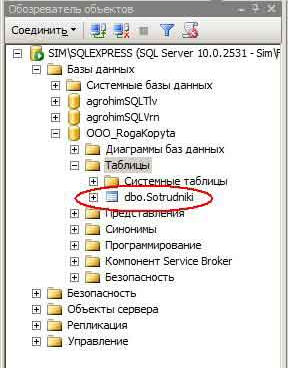 Обозреватель объектов
Соединить
SIM\SQLEXPRESS (SQL Server 10.0.2531 - Sim\F
Базы данных
Системные базы данных
agrohimSQLTlv
agrohimSQLVrn
OOO_RogaKopyta
Диаграммы баз данных
Таблицы
Системные таблицы
dbo.Sotrudniki
Представления
Синонимы
Программирование
Компонент Service Broker
Безопасность
Безопасность
Объекты сервера
Репликация
Управление